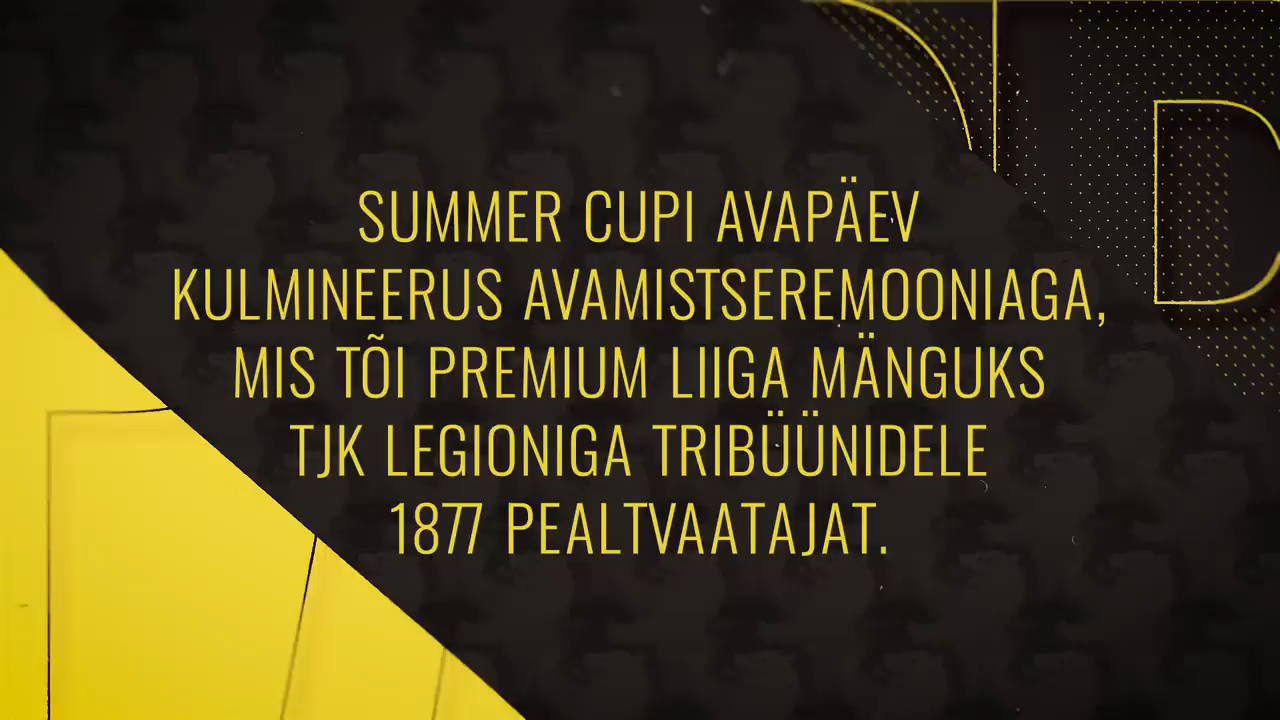 SUMMER CUPI AVAPÄEV
KULMINEERUS AVAMISTSEREMOONIAGA,
MIS TÕI PREMIUM LIIGA MÄNGUKS
TJK LEGIONIGA TRIBÜÜNIDELE
1877 PEALTVAATAJAT.